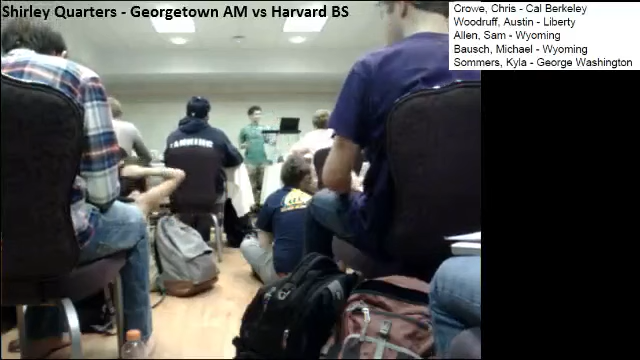 Shirley Quarters - Georgetown AM vs Harvard BS
Crowe, Chris - Cal Berkeley
Woodruff, Austin - Liberty
Allen, Sam - Wyoming
Bausch, Michael - Wyoming
Sommers, Kyla - George Washington